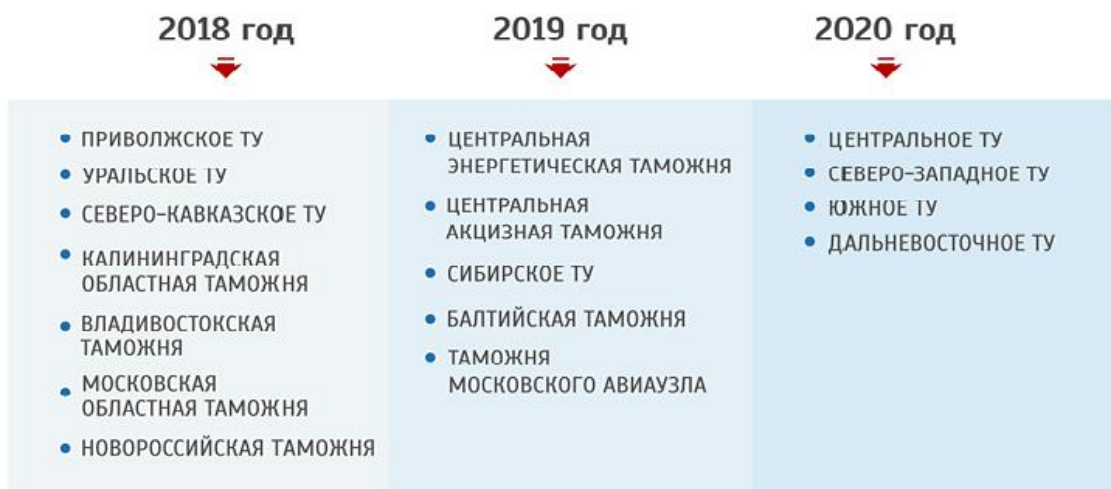 2018 год
2019 год
2020 год
ПРИВОЛЖСКОЕ ТУ
УРАЛЬСКОЕ ТУ
СЕВЕРО-КАВКАЗСКОЕ ТУ
КАЛИНИНГРАДСКАЯ
ОБЛАСТНАЯ ТАМОЖНЯ
ВЛАДИВОСТОКСКАЯ
ТАМОЖНЯ
МОСКОВСКАЯ
ОБЛАСТНАЯ ТАМОЖНЯ
НОВОРОССИЙСКАЯ ТАМОЖНЯ
ЦЕНТРАЛЬНАЯ
ЭНЕРГЕТИЧЕСКАЯ ТАМОЖНЯ
ЦЕНТРАЛЬНАЯ
АКЦИЗНАЯ ТАМОЖНЯ
СИБИРСКОЕ ТУ
БАЛТИЙСКАЯ ТАМОЖНЯ
ТАМОЖНЯ
МОСКОВСКОГО АВИАУЗЛА
ЦЕНТРАЛЬНОЕ ТУ
СЕВЕРО-ЗАПАДНОЕ ТУ
ЮЖНОЕ ТУ
ДАЛЬНЕВОСТОЧНОЕ ТУ